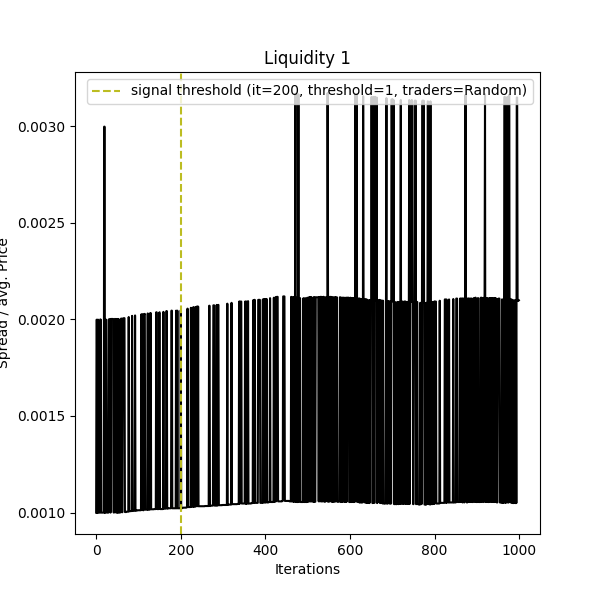 Liquidity 1
signal threshold (it=200, threshold=1, traders=Random)
0.0030
0.0025
0.0020
0.0015
0.0010
Spread / avg. Price
0 200 400 600 800 1000
Iterations